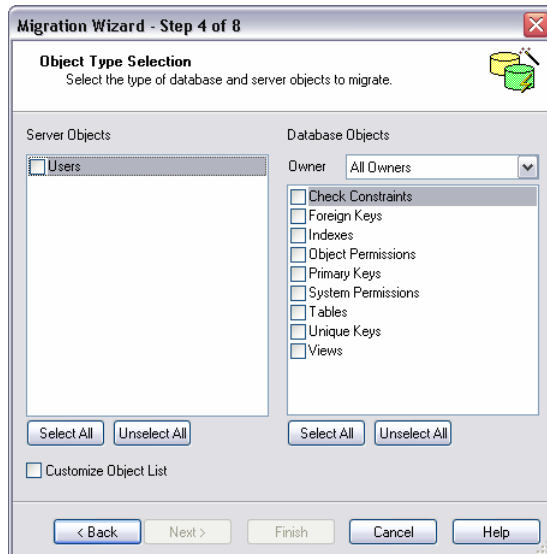 Migration Wizard - Step 4 of 8
Object Type Selection
Select the type of database and server objects to migrate.
Server Objects
Users
Select All
Unselect All
Database Objects
Owner
All Owners
Check Constraints
Foreign Keys
Indexes
Object Permissions
Primary Keys
System Permissions
Tables
Unique Keys
Views
Select All
Unselect All
Customize Object List
< Back
Next >
Finish
Cancel
Help